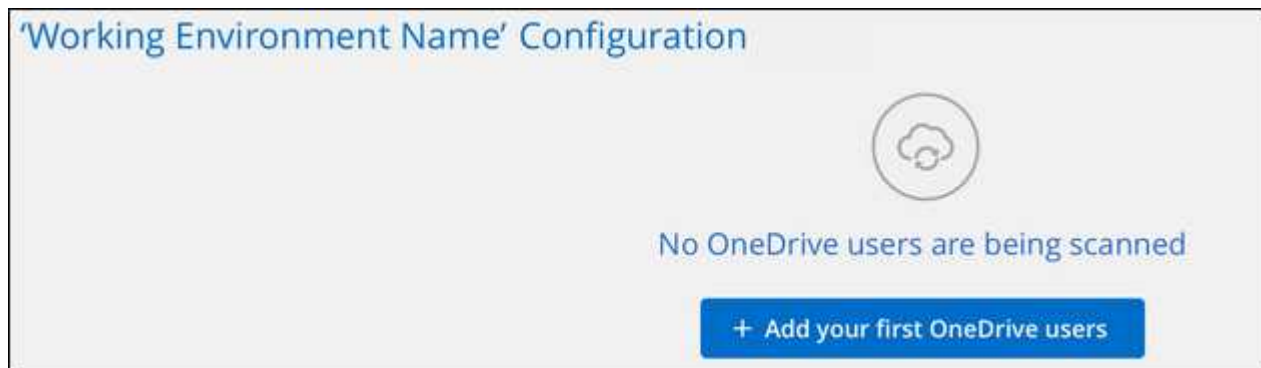 ‘Working Environment Name’ Configuration
No OneDrive users are being scanned
+ Add your first OneDrive users